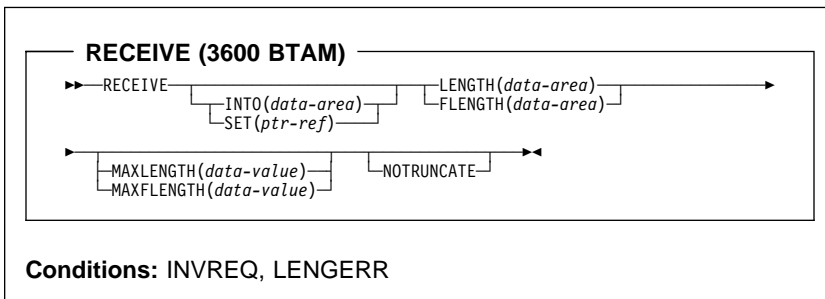 RECEIVE (3600 BTAM)
RECEIVE LENGTH(data-area)
INTO(data-area) FLENGTH(data-area)
SET(ptr-ref)
MAXLENGTH(data-value) NOTRUNCATE
MAXFLENGTH(data-value)
Conditions: INVREQ, LENGERR